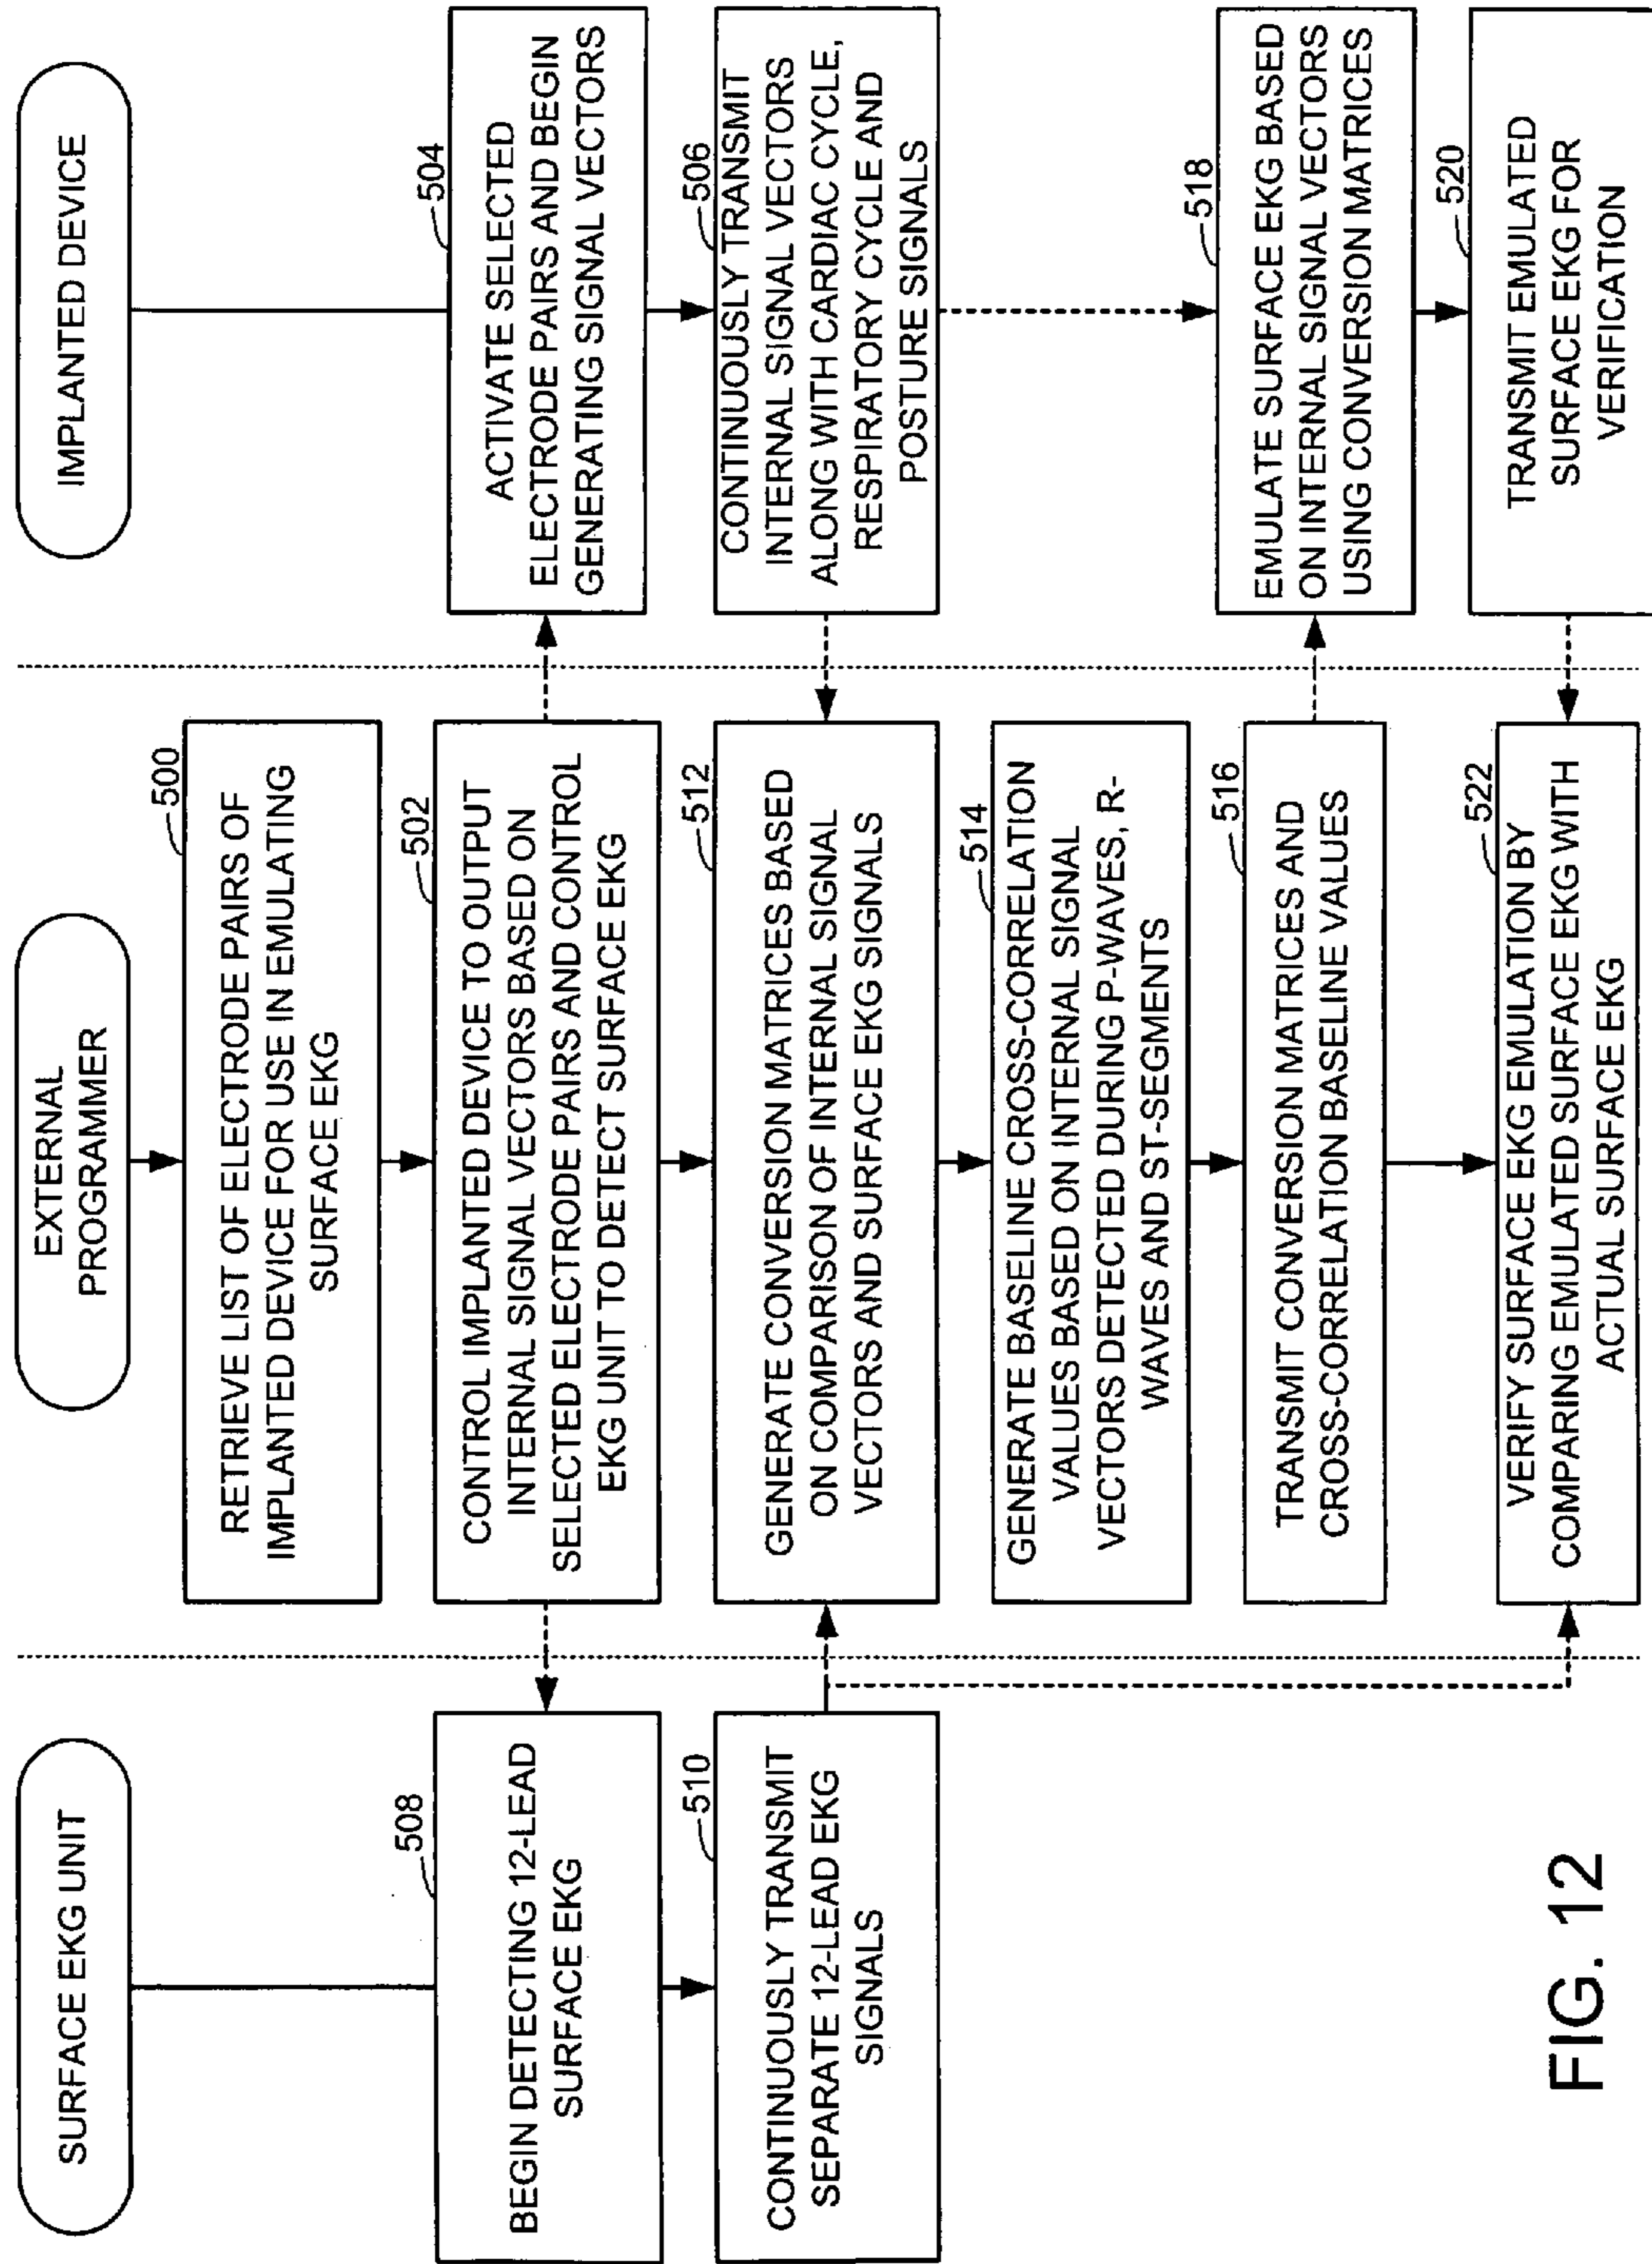 SURFACE EKG UNIT
508
BEGIN DETECTING 12-LEAD
SURFACE EKG
510
CONTINUOUSLY TRANSMIT
SEPARATE 12-LEAD EKG
SIGNALS
EXTERNAL
PROGRAMMER
500
RETRIEVE LIST OF ELECTRODE PAIRS OF
IMPLANTED DEVICE FOR USE IN EMULATING
SURFACE EKG
502
CONTROL IMPLANTED DEVICE TO OUTPUT
INTERNAL SIGNAL VECTORS BASED ON
SELECTED ELECTRODE PAIRS AND CONTROL
EKG UNIT TO DETECT SURFACE EKG
512
GENERATE CONVERSION MATRICES BASED
ON COMPARISON OF INTERNAL SIGNAL
VECTORS AND SURFACE EKG SIGNALS
514
GENERATE BASELINE CROSS-CORRELATION
VALUES BASED ON INTERNAL SIGNAL
VECTORS DETECTED DURING P-WAVES, R-
WAVES AND ST-SEGMENTS
516
TRANSMIT CONVERSION MATRICES AND
CROSS-CORRELATION BASELINE VALUES
522
VERIFY SURFACE EKG EMULATION BY
COMPARING EMULATED SURFACE EKG WITH
ACTUAL SURFACE EKG
IMPLANTED DEVICE
504
ACTIVATE SELECTED
ELECTRODE PAIRS AND BEGIN
GENERATING SIGNAL VECTORS
506
CONTINUOUSLY TRANSMIT
INTERNAL SIGNAL VECTORS
ALONG WITH CARDIAC CYCLE,
RESPIRATORY CYCLE AND
POSTURE SIGNALS
518
EMULATE SURFACE EKG BASED
ON INTERNAL SIGNAL VECTORS
USING CONVERSION MATRICES
520
TRANSMIT EMULATED
SURFACE EKG FOR
VERIFICATION
FIG. 12